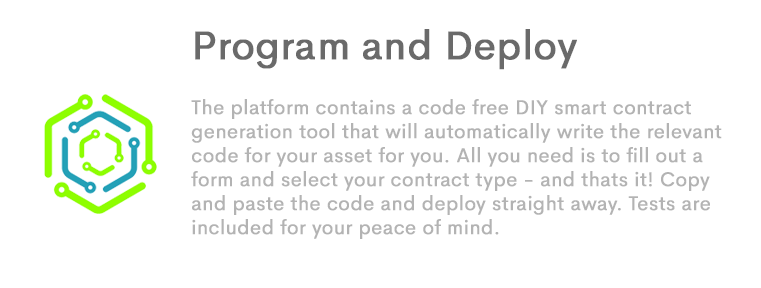 Program and Deploy
The platform contains a code free DIY smart contract
generation tool that will automatically write the relevant
code for your asset for you. All you need is to fill out a
form and select your contract type - and thats it! Copy
and paste the code and deploy straight away. Tests are
included for your peace of mind.